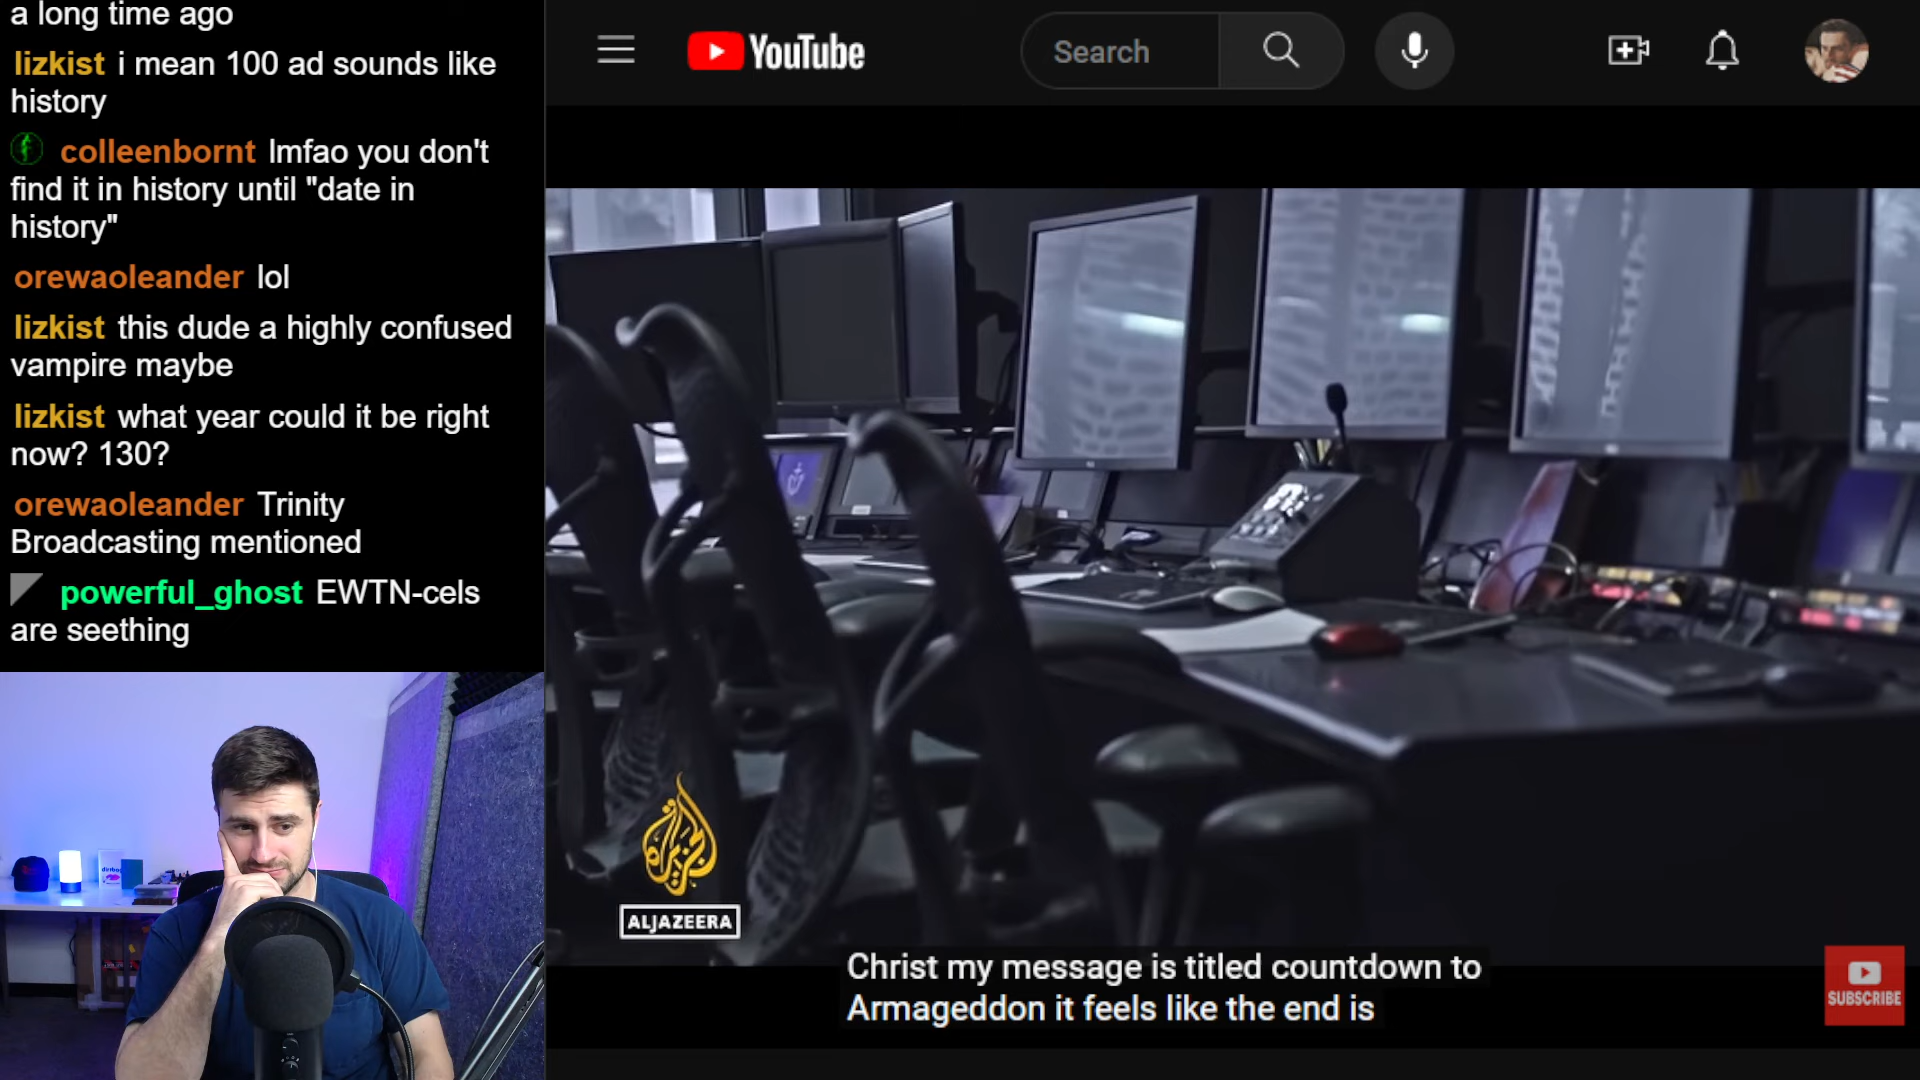 a long time ago
lizkist i mean 100 ad sounds like
history
colleenbornt lmfao you don't
find it in history until "date in
history"
orewaoleander lol
lizkist this dude a highly confused
vampire maybe
lizkist what year could it be right
now? 130?
orewaoleander Trinity
Broadcasting mentioned
powerful_ghost EWTN-cels
are seething
YouTube
Search
الجزيرة
ALJAZEERA
Christ my message is titled countdown to
Armageddon it feels like the end is
SUBSCRIBE